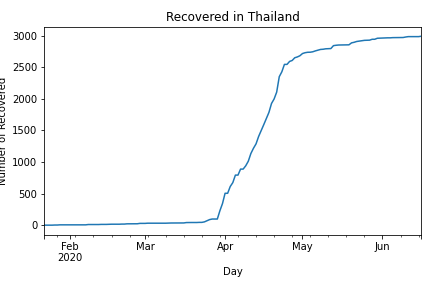 Recovered in Thailand
Number of Recovered
3000
2500
2000
1500
1000
500
0
Feb
2020
Mar
Apr
May
Jun
Day